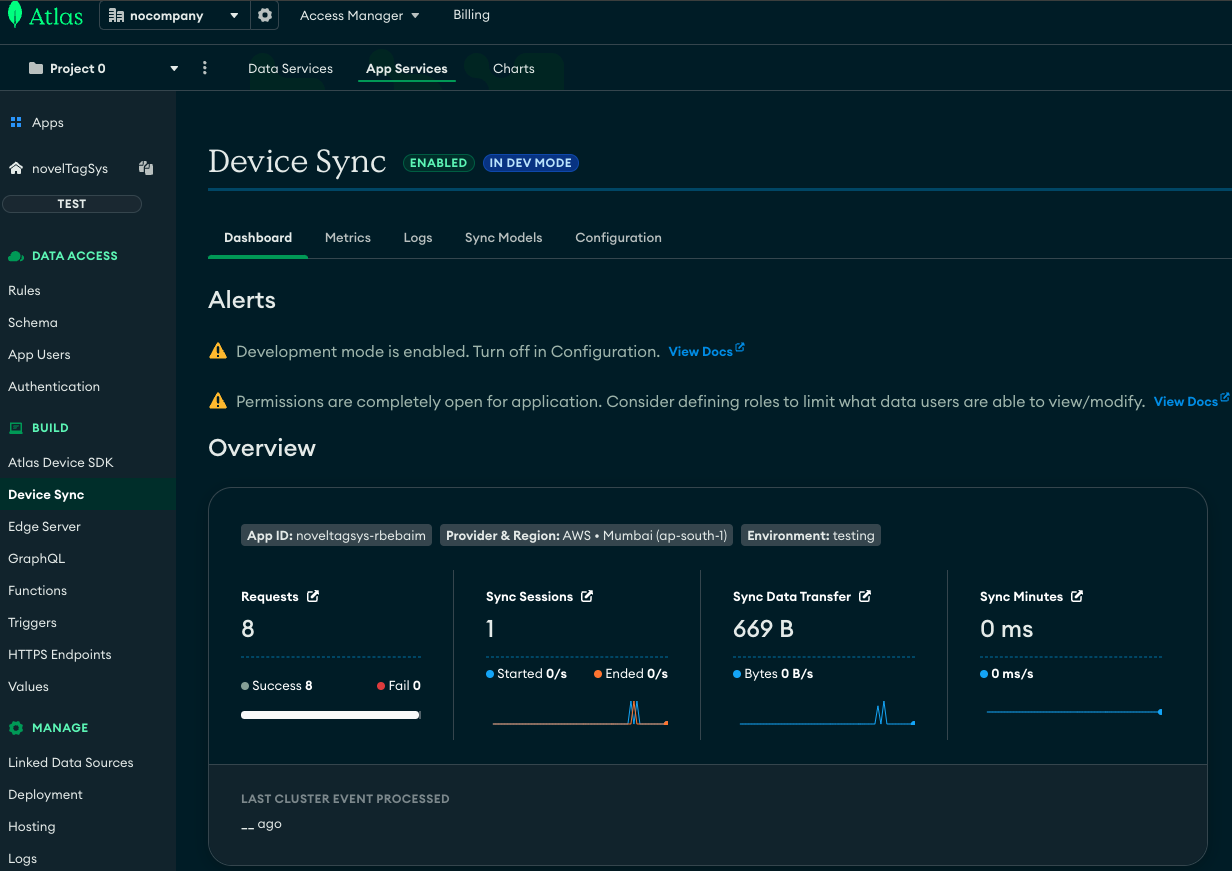 Atlas nocompany Access Manager Billing
Project 0 Data Services App Services Charts
Apps
novelTagSys
TEST
DATA ACCESS
Rules
Schema
App Users
Authentication
BUILD
Atlas Device SDK
Device Sync
Edge Server
GraphQL
Functions
Triggers
HTTPS Endpoints
Values
MANAGE
Linked Data Sources
Deployment
Hosting
Logs
Device Sync ENABLED IN DEV MODE
Dashboard Metrics Logs Sync Models Configuration
Alerts
Development mode is enabled. Turn off in Configuration. View Docs
Permissions are completely open for application. Consider defining roles to limit what data users are able to view/modify. View Docs
Overview
App ID: noveltagsys-rbebaim Provider & Region: AWS • Mumbai (ap-south-1) Environment: testing
Requests
8
Success 8 Fail 0
Sync Sessions
1
Started 0/s Ended 0/s
Sync Data Transfer
669 B
Bytes 0 B/s
Sync Minutes
0 ms
0 ms/s
LAST CLUSTER EVENT PROCESSED
__ ago